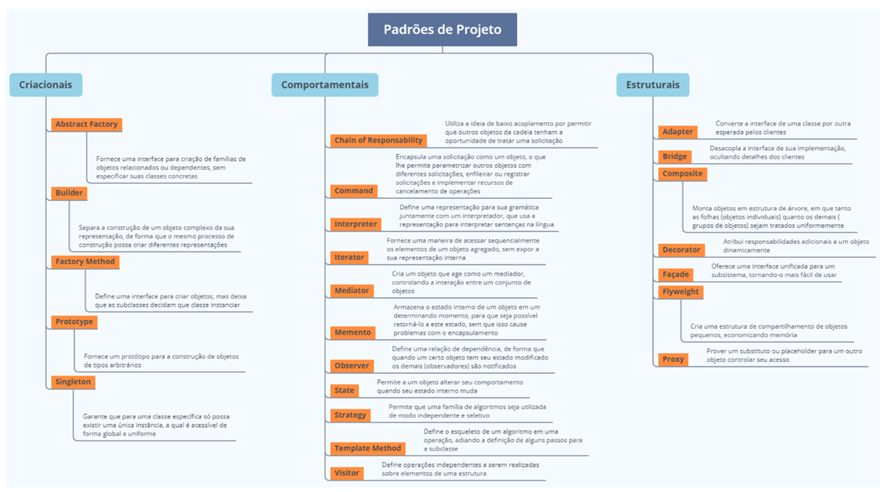 Padrões de Projeto
Criacionais
Abstract Factory
Fornece uma interface para criação de famílias de
objetos relacionados ou dependentes, sem
especificar suas classes concretas
Builder
Separa a construção de um objeto complexo da sua
representação, de forma que o mesmo processo de
construção possa criar diferentes representações
Factory Method
Define uma interface para criar objetos, mas deixa
que as subclasses decidam que classe instanciar
Prototype
Fornece um protótipo para a construção de objetos
de tipos arbitrários
Singleton
Garante que para uma classe específica só possa
existir uma única instância, a qual é acessível de
forma global e uniforme
Comportamentais
Chain of Responsability
Utiliza a ideia de baixo acoplamento por permitir
que outros objetos da cadeia tenham a
oportunidade de tratar uma solicitação
Command
Encapsula uma solicitação como um objeto, o que
lhe permite parametrizar outros objetos com
diferentes solicitações, enfileirar ou registrar
solicitações e implementar recursos de
cancelamento de operações
Interpreter
Define uma representação para sua gramática
juntamente com um interpretador, que usa a
representação para interpretar sentenças na língua
Iterator
Fornece uma maneira de acessar sequencialmente
os elementos de um objeto agregado, sem expor a
sua representação interna
Mediator
Cria um objeto que age como um mediador,
controlando a interação entre um conjunto de
objetos
Memento
Armazena o estado interno de um objeto em um
determinando momento, para que seja possível
retorná-lo a este estado, sem que isso cause
problemas com o encapsulamento
Observer
Define uma relação de dependência, de forma que
quando um certo objeto tem seu estado modificado
os demais (observadores) são notificados
State
Permite a um objeto alterar seu comportamento
quando seu estado interno muda
Strategy
Permite que uma família de algoritmos seja utilizada
de modo independente e seletivo
Template Method
Define o esqueleto de um algoritmo em uma
operação, adiando a definição de alguns passos para
a subclasse
Visitor
Define operações independentes a serem realizadas
sobre elementos de uma estrutura
Estruturais
Adapter
Converte a interface de uma classe por outra
esperada pelos clientes
Bridge
Desacopla a interface de sua implementação,
ocultando detalhes dos clientes
Composite
Monta objetos em estrutura de árvore, em que tanto
as folhas (objetos individuais) quanto os demais (
grupos de objetos) sejam tratados uniformemente
Decorator
Atribui responsabilidades adicionais a um objeto
dinamicamente
Façade
Oferece uma interface unificada para um
subsistema, tornando-o mais fácil de usar
Flyweight
Cria uma estrutura de compartilhamento de objetos
pequenos, economizando memória
Proxy
Prover um substituto ou placeholder para um outro
objeto controlar seu acesso